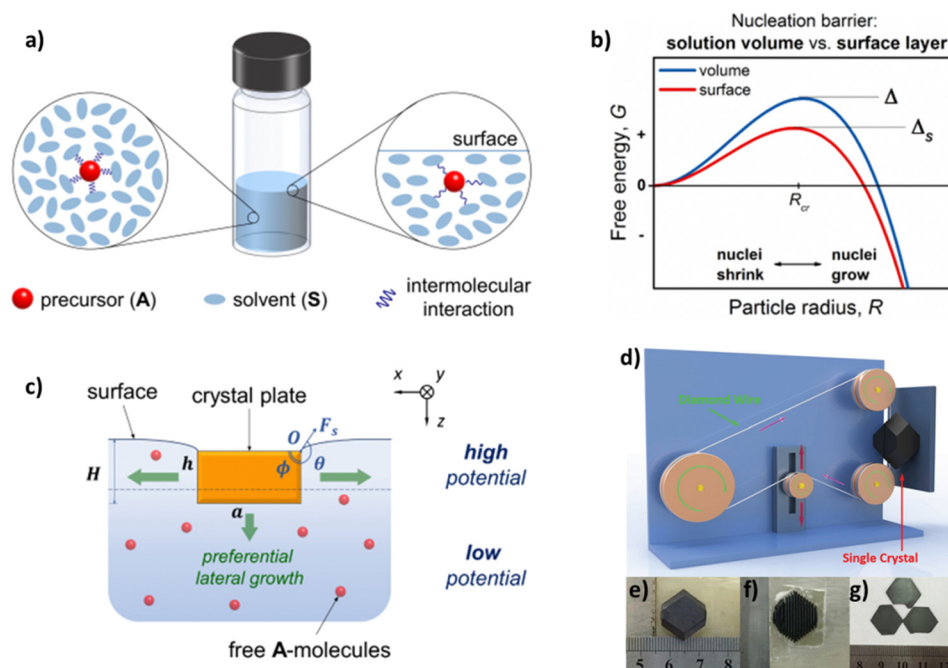 a)
surface
precursor (A)
solvent (S)
intermolecular
interaction
b)
Nucleation barrier:
solution volume vs. surface layer
volume
surface
Δ
Δs
Free energy, G
+
0
-
Rcr
nuclei
shrink
nuclei
grow
Particle radius, R
c)
surface
crystal plate
x
y
z
O
Fs
H
h
ϕ
θ
a
high
potential
preferential
lateral growth
low
potential
free A-molecules
d)
Diamond Wire
Single Crystal
e)
5 6 7 8
f)
g)
8 9 10 11